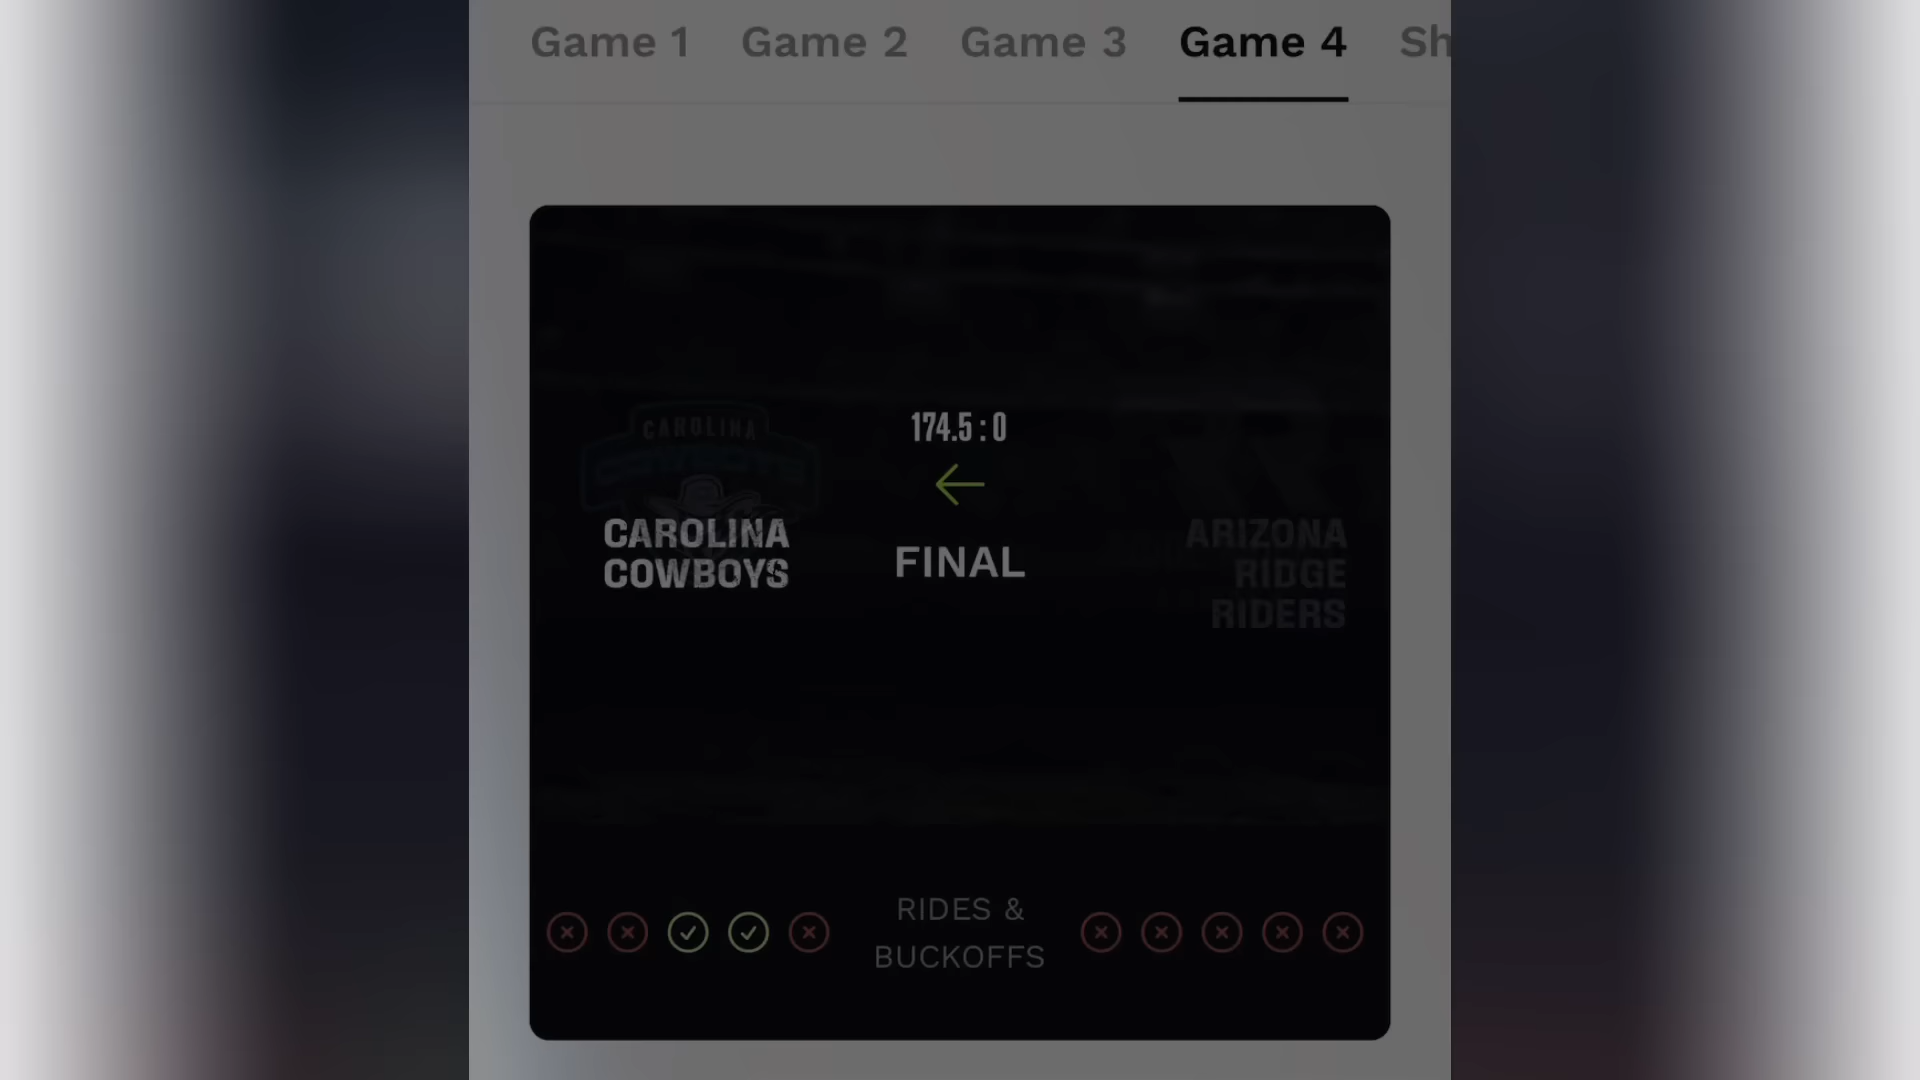 Game 1 Game 2 Game 3 Game 4 Sh
CAROLINA
174.5 : 0
CAROLINA
COWBOYS
FINAL
ARIZONA
RIDGE
RIDERS
RIDES &
BUCKOFFS